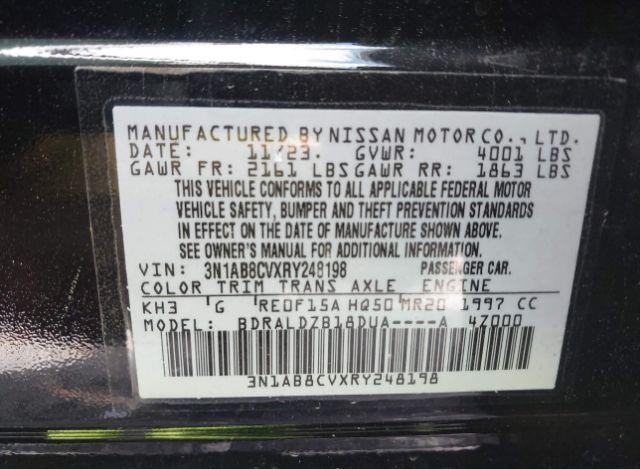 MANUFACTURED BY NISSAN MOTOR CO., LTD.
DATE: 11/23. GVWR: 4001 LBS
GAWR FR: 2161 LBS GAWR RR: 1863 LBS
THIS VEHICLE CONFORMS TO ALL APPLICABLE FEDERAL MOTOR
VEHICLE SAFETY, BUMPER AND THEFT PREVENTION STANDARDS
IN EFFECT ON THE DATE OF MANUFACTURE SHOWN ABOVE.
SEE OWNER'S MANUAL FOR ADDITIONAL INFORMATION.
VIN: 3N1AB8CVXRY248198 PASSENGER CAR.
COLOR TRIM TRANS AXLE ENGINE
KH3 G RE0F15A HQ50 MR20 1997 CC
MODEL: BDRALDZB18DUA----A 4Z000
3N1AB8CVXRY248198